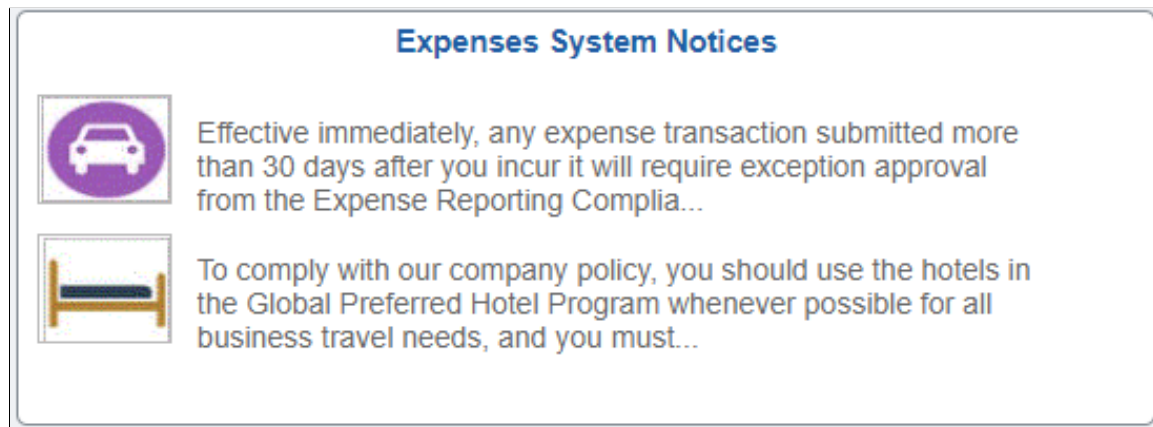 Expenses System Notices
Effective immediately, any expense transaction submitted more
than 30 days after you incur it will require exception approval
from the Expense Reporting Complia...
To comply with our company policy, you should use the hotels in
the Global Preferred Hotel Program whenever possible for all
business travel needs, and you must...